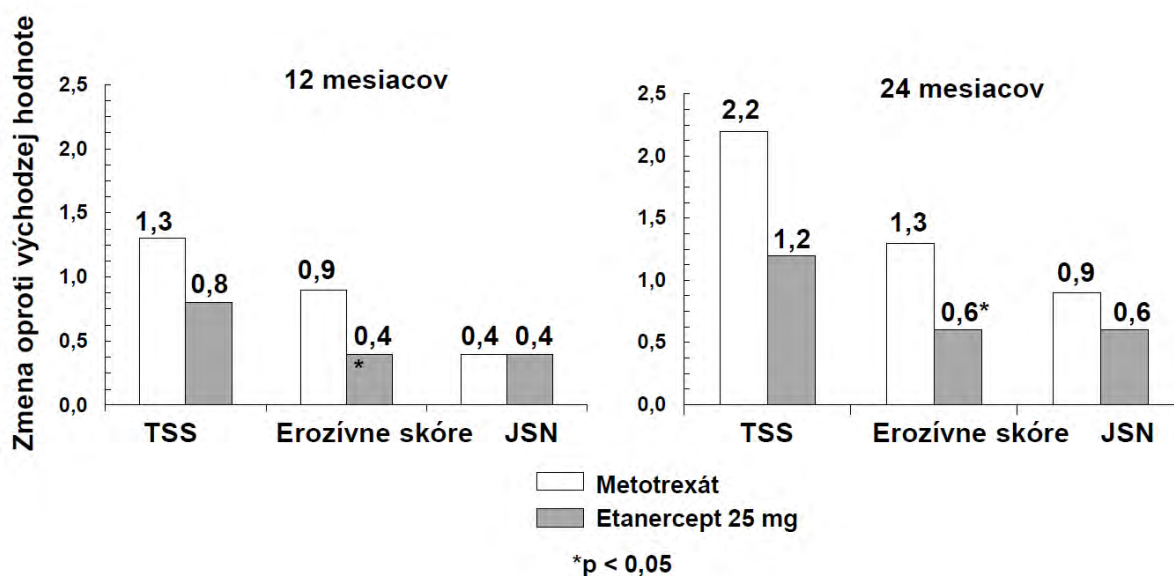 Zmena oproti východzej hodnote
12 mesiacov
2,5
2,0
1,5
1,0
0,5
0,0
1,3
0,8
0,9
0,4
*
0,4
0,4
TSS
Erozívne skóre
JSN
24 mesiacov
2,5
2,0
1,5
1,0
0,5
0,0
2,2
1,2
1,3
0,6*
0,9
0,6
TSS
Erozívne skóre
JSN
Metotrexát
Etanercept 25 mg
*p < 0,05